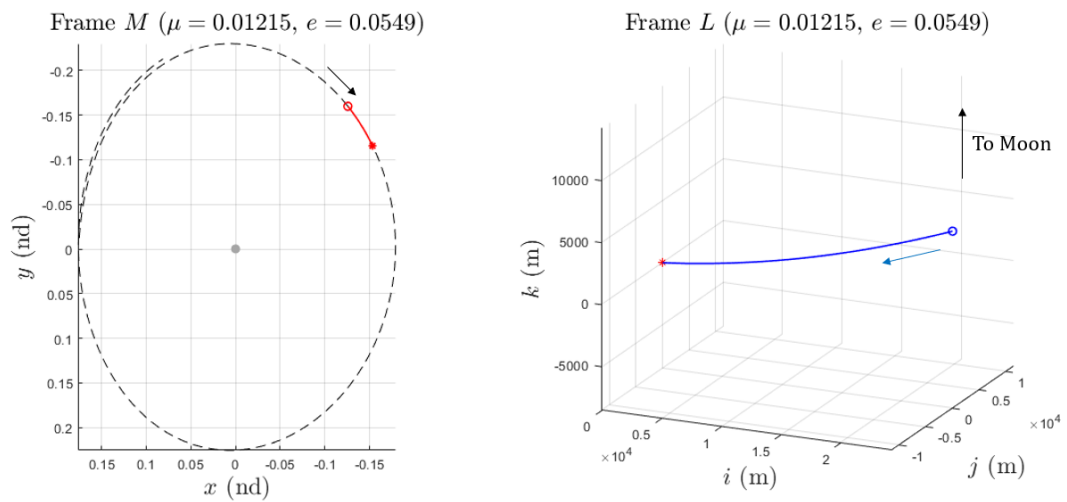 Frame M (μ = 0.01215, e = 0.0549)
-0.2
-0.15
-0.1
-0.05
0
0.05
0.1
0.15
0.2
y (nd)
0.15 0.1 0.05 0 -0.05 -0.1 -0.15
x (nd)
Frame L (μ = 0.01215, e = 0.0549)
To Moon
10000
5000
0
-5000
k (m)
0
0.5
1
1.5
2
×10⁴
i (m)
-1
-0.5
0
0.5
1
×10⁴
j (m)